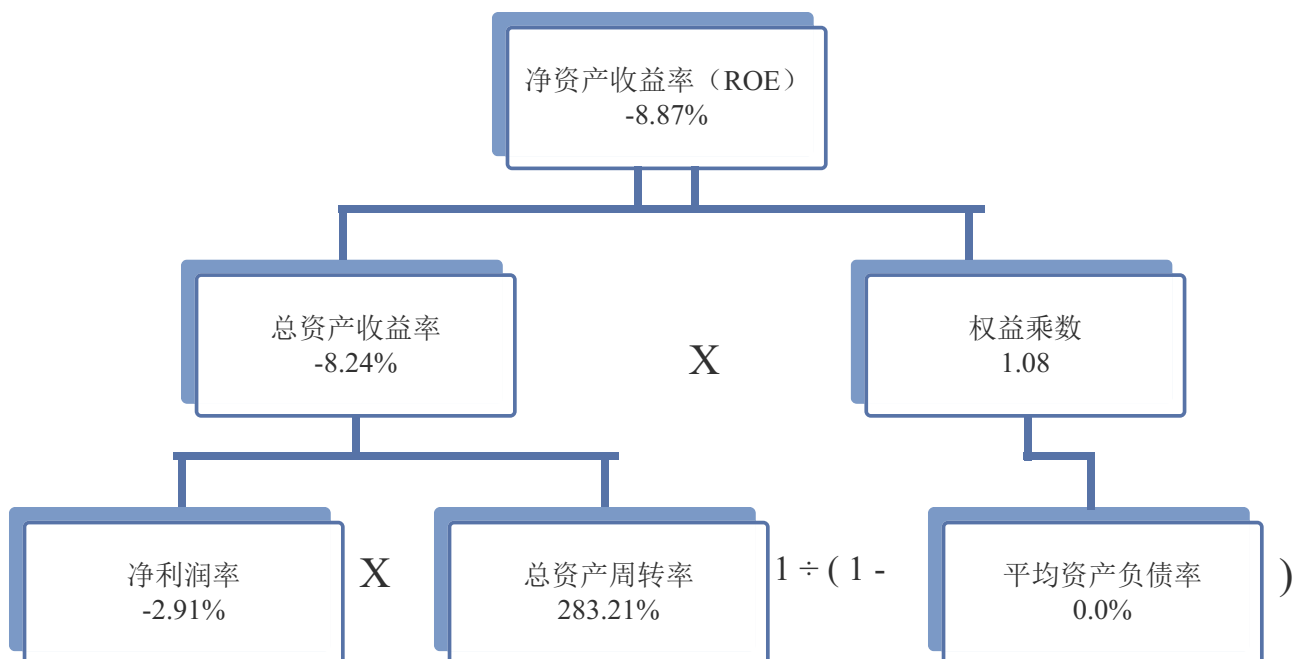 净资产收益率（ROE）
-8.87%
总资产收益率
-8.24%
X
权益乘数
1.08
净利润率
-2.91%
X
总资产周转率
283.21%
1 ÷ ( 1 -
平均资产负债率
0.0%
)